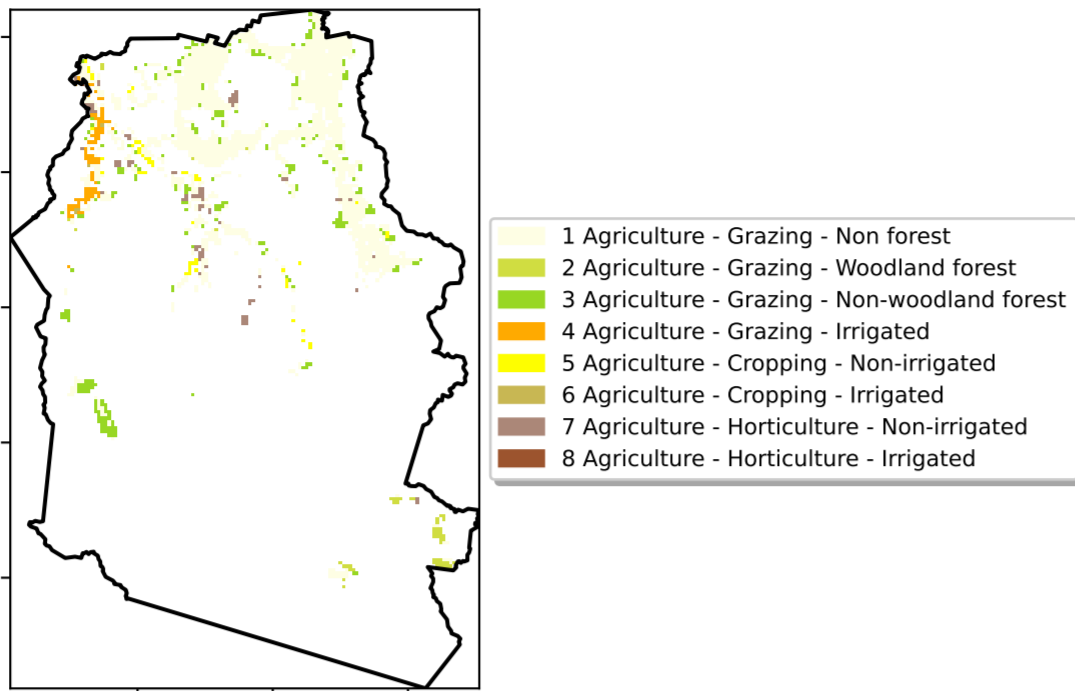 1 Agriculture - Grazing - Non forest
2 Agriculture - Grazing - Woodland forest
3 Agriculture - Grazing - Non-woodland forest
4 Agriculture - Grazing - Irrigated
5 Agriculture - Cropping - Non-irrigated
6 Agriculture - Cropping - Irrigated
7 Agriculture - Horticulture - Non-irrigated
8 Agriculture - Horticulture - Irrigated